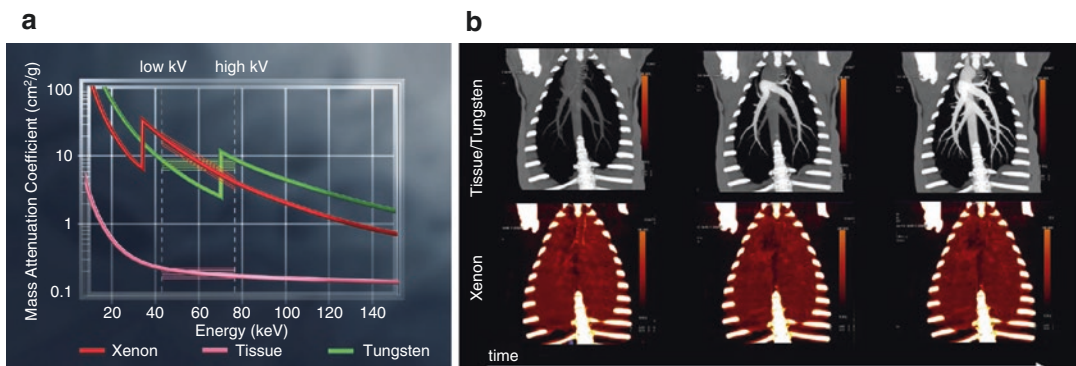 a
low kV high kV
Mass Attenuation Coefficient (cm²/g)
100
10
1
0.1
20 40 60 80 100 120 140
Energy (keV)
Xenon Tissue Tungsten
b
Tissue/Tungsten
Xenon
time